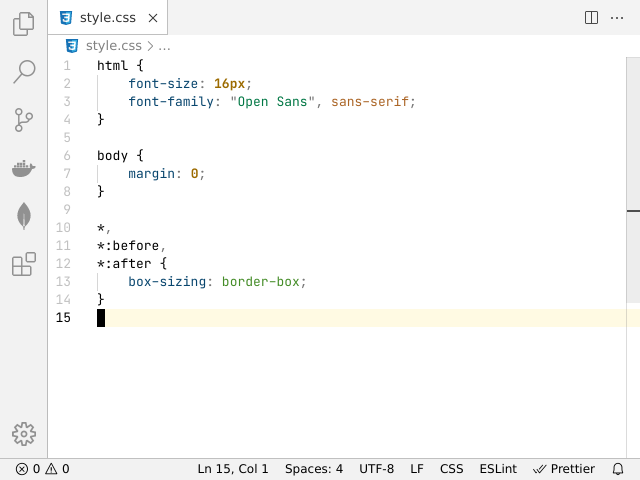 style.css
style.css > ...
1 html {
2     font-size: 16px;
3     font-family: "Open Sans", sans-serif;
4 }
5
6 body {
7     margin: 0;
8 }
9
10 *,
11 *:before,
12 *:after {
13     box-sizing: border-box;
14 }
15
0 0 Ln 15, Col 1 Spaces: 4 UTF-8 LF CSS ESLint Prettier